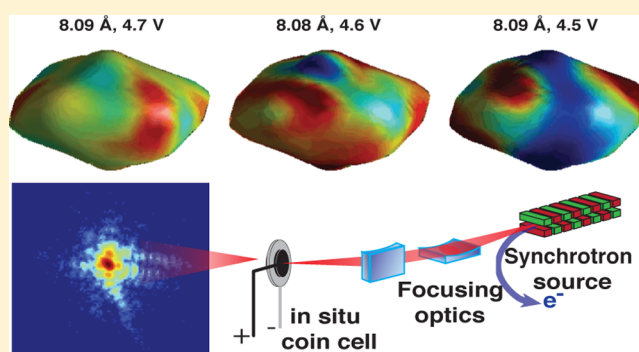 8.09 Å, 4.7 V
8.08 Å, 4.6 V
8.09 Å, 4.5 V
Synchrotron
source
e-
Focusing
optics
in situ
coin cell
+
-